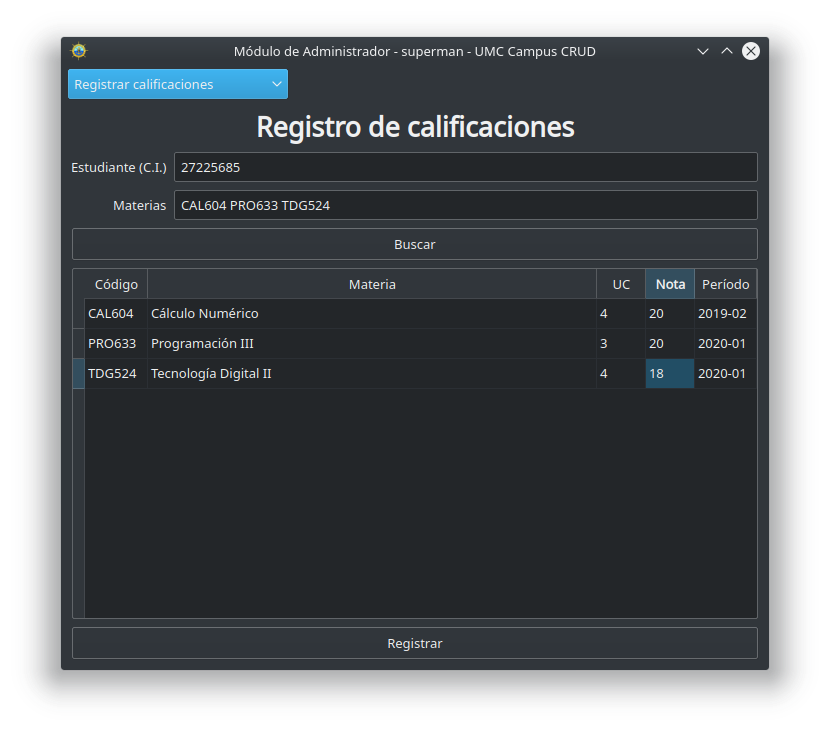 Módulo de Administrador - superman - UMC Campus CRUD
Registrar calificaciones
Registro de calificaciones
Estudiante (C.I.) 27225685
Materias CAL604 PRO633 TDG524
Buscar
Código Materia UC Nota Período
CAL604 Cálculo Numérico 4 20 2019-02
PRO633 Programación III 3 20 2020-01
TDG524 Tecnología Digital II 4 18 2020-01
Registrar